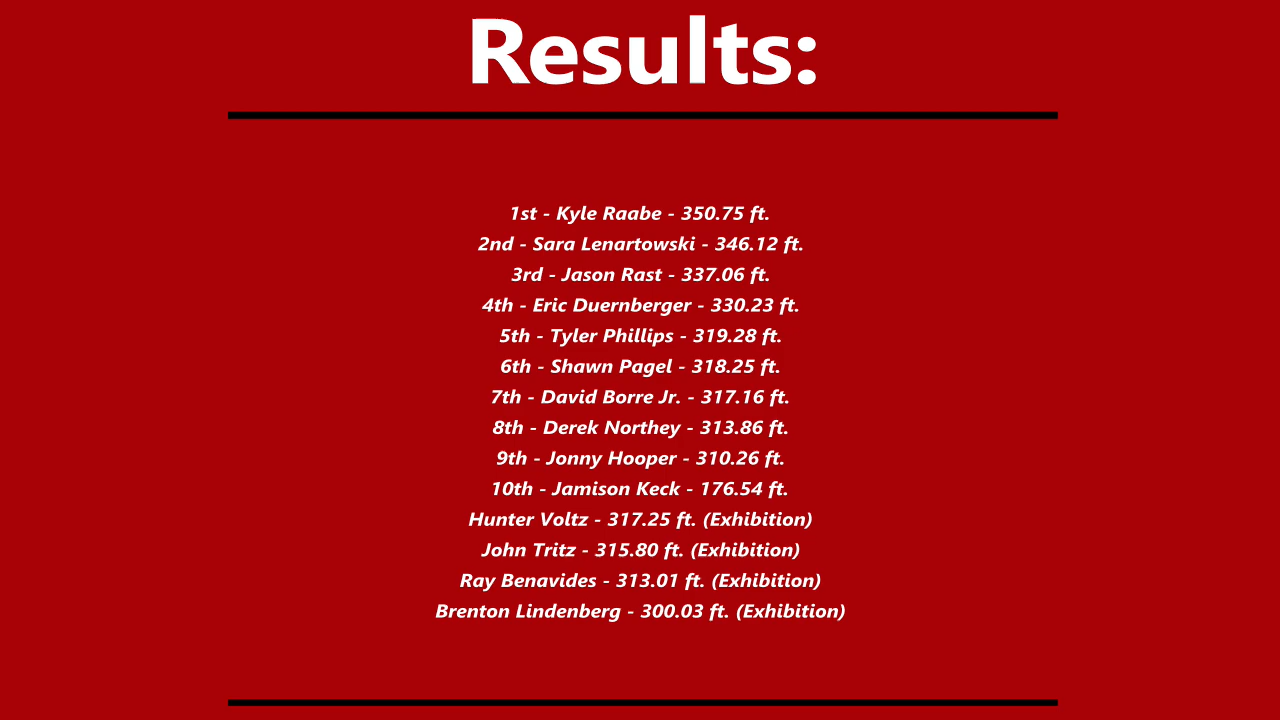 Results:
1st - Kyle Raabe - 350.75 ft.
2nd - Sara Lenartowski - 346.12 ft.
3rd - Jason Rast - 337.06 ft.
4th - Eric Duernberger - 330.23 ft.
5th - Tyler Phillips - 319.28 ft.
6th - Shawn Pagel - 318.25 ft.
7th - David Borre Jr. - 317.16 ft.
8th - Derek Northey - 313.86 ft.
9th - Jonny Hooper - 310.26 ft.
10th - Jamison Keck - 176.54 ft.
Hunter Voltz - 317.25 ft. (Exhibition)
John Tritz - 315.80 ft. (Exhibition)
Ray Benavides - 313.01 ft. (Exhibition)
Brenton Lindenberg - 300.03 ft. (Exhibition)